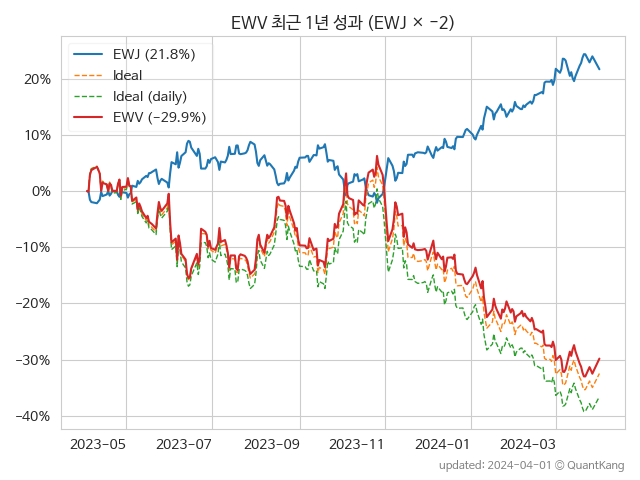 EWV 최근 1년 성과 (EWJ × −2)
EWJ (21.8%)
Ideal
Ideal (daily)
EWV (−29.9%)
20%
10%
0%
−10%
−20%
−30%
−40%
2023−05 2023−07 2023−09 2023−11 2024−01 2024−03
updated: 2024−04−01 © QuantKang